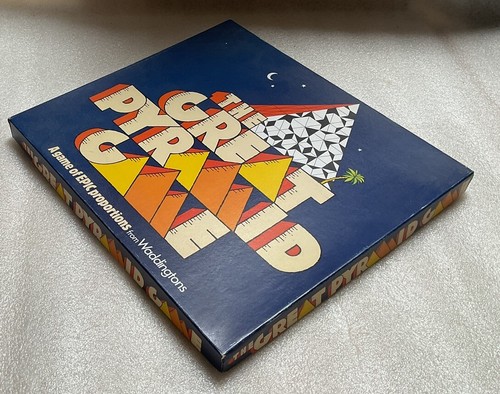 THE
GREAT
PYRAMID
GAME
A game of EPIC proportions from Waddingtons
THE GREAT PYRAMID GAME
THE GREAT PYRAMID GAME